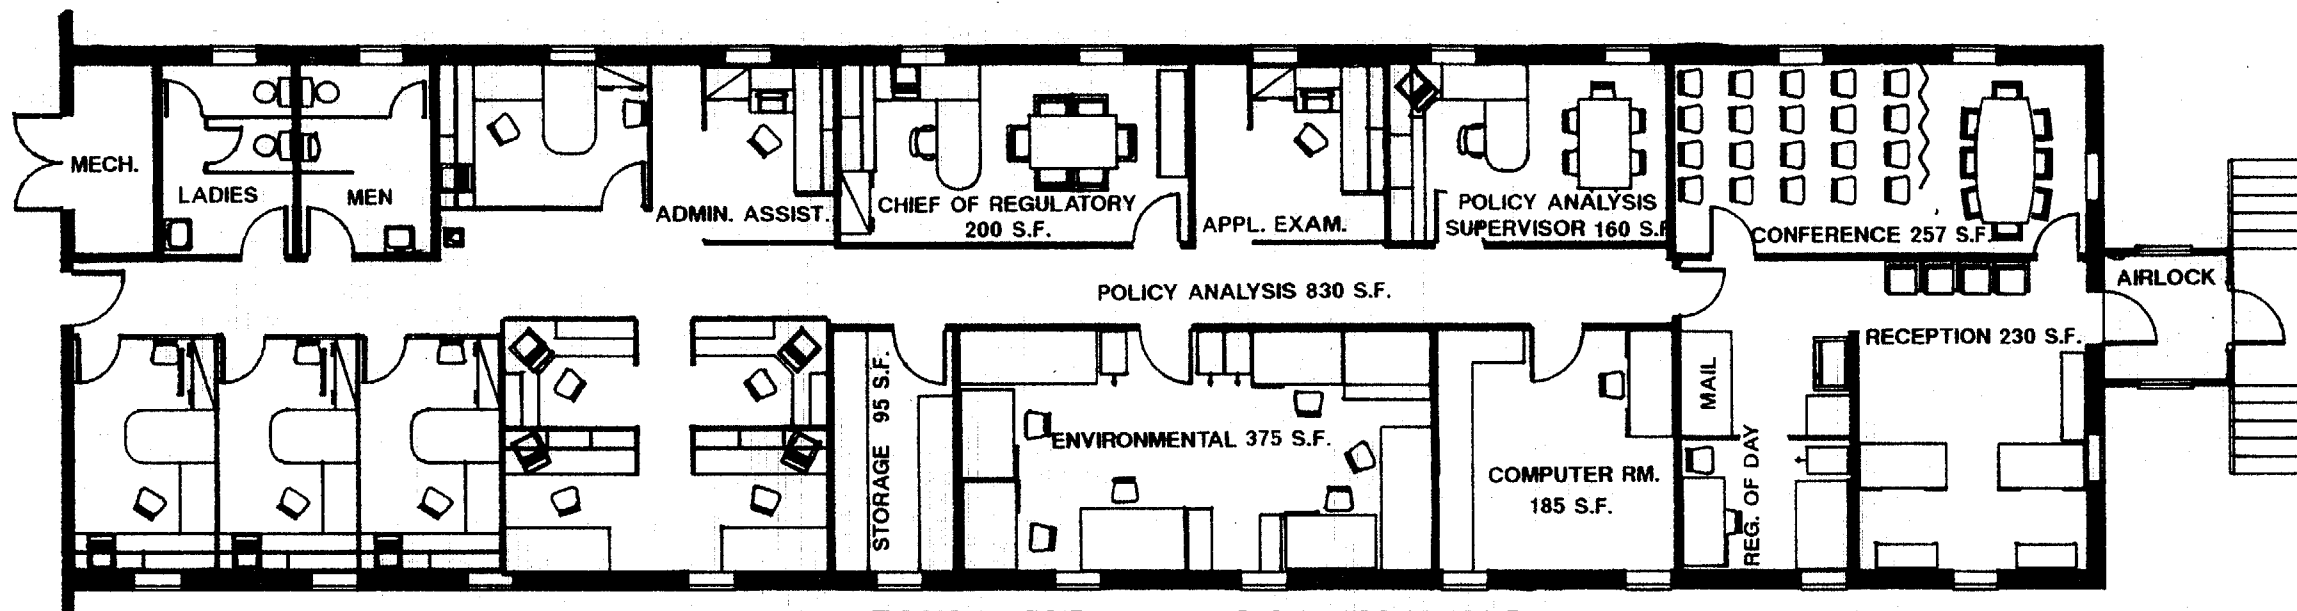 MECH.
LADIES
MEN
ADMIN. ASSIST.
CHIEF OF REGULATORY
200 S.F.
APPL. EXAM.
POLICY ANALYSIS
SUPERVISOR 160 S.F
CONFERENCE 257 S.F.
AIRLOCK
POLICY ANALYSIS 830 S.F.
RECEPTION 230 S.F.
STORAGE 95 S.F.
ENVIRONMENTAL 375 S.F.
COMPUTER RM.
185 S.F.
MAIL
REG. OF DAY